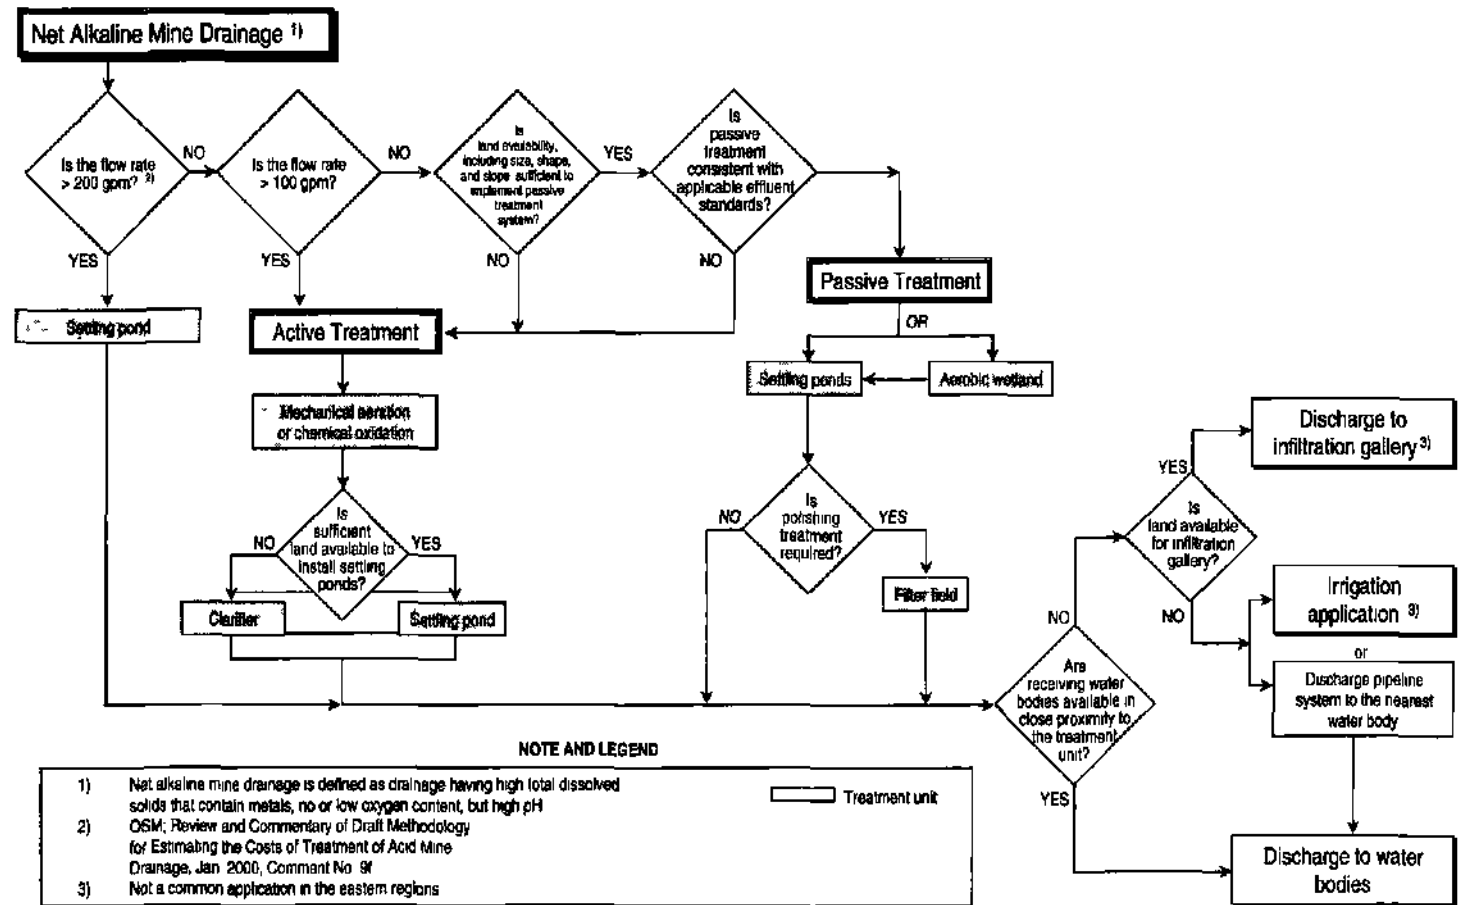 Net Alkaline Mine Drainage 1)
Is the flow rate
> 200 gpm? 2)
NO
YES
Settling pond
Is the flow rate
> 100 gpm?
NO
YES
Is
land availability,
including size, shape,
and slope sufficient to
implement passive
treatment
system?
YES
NO
Is
passive
treatment
consistent with
applicable effluent
standards?
NO
Active Treatment
Mechanical aeration
or chemical oxidation
Is
sufficient
land available to
install settling
ponds?
NO
YES
Clarifier
Settling pond
Passive Treatment
OR
Settling ponds
Aerobic wetland
Is
polishing
treatment
required?
NO
YES
Filter field
Are
receiving water
bodies available in
close proximity to
the treatment
unit?
NO
YES
Is
land available
for infiltration
gallery?
YES
NO
Discharge to
infiltration gallery 3)
Irrigation
application 3)
or
Discharge pipeline
system to the nearest
water body
Discharge to water
bodies
NOTE AND LEGEND
1) Net alkaline mine drainage is defined as drainage having high total dissolved
solids that contain metals, no or low oxygen content, but high pH
2) OSM; Review and Commentary of Draft Methodology
for Estimating the Costs of Treatment of Acid Mine
Drainage, Jan 2000, Comment No 9f
3) Not a common application in the eastern regions
Treatment unit